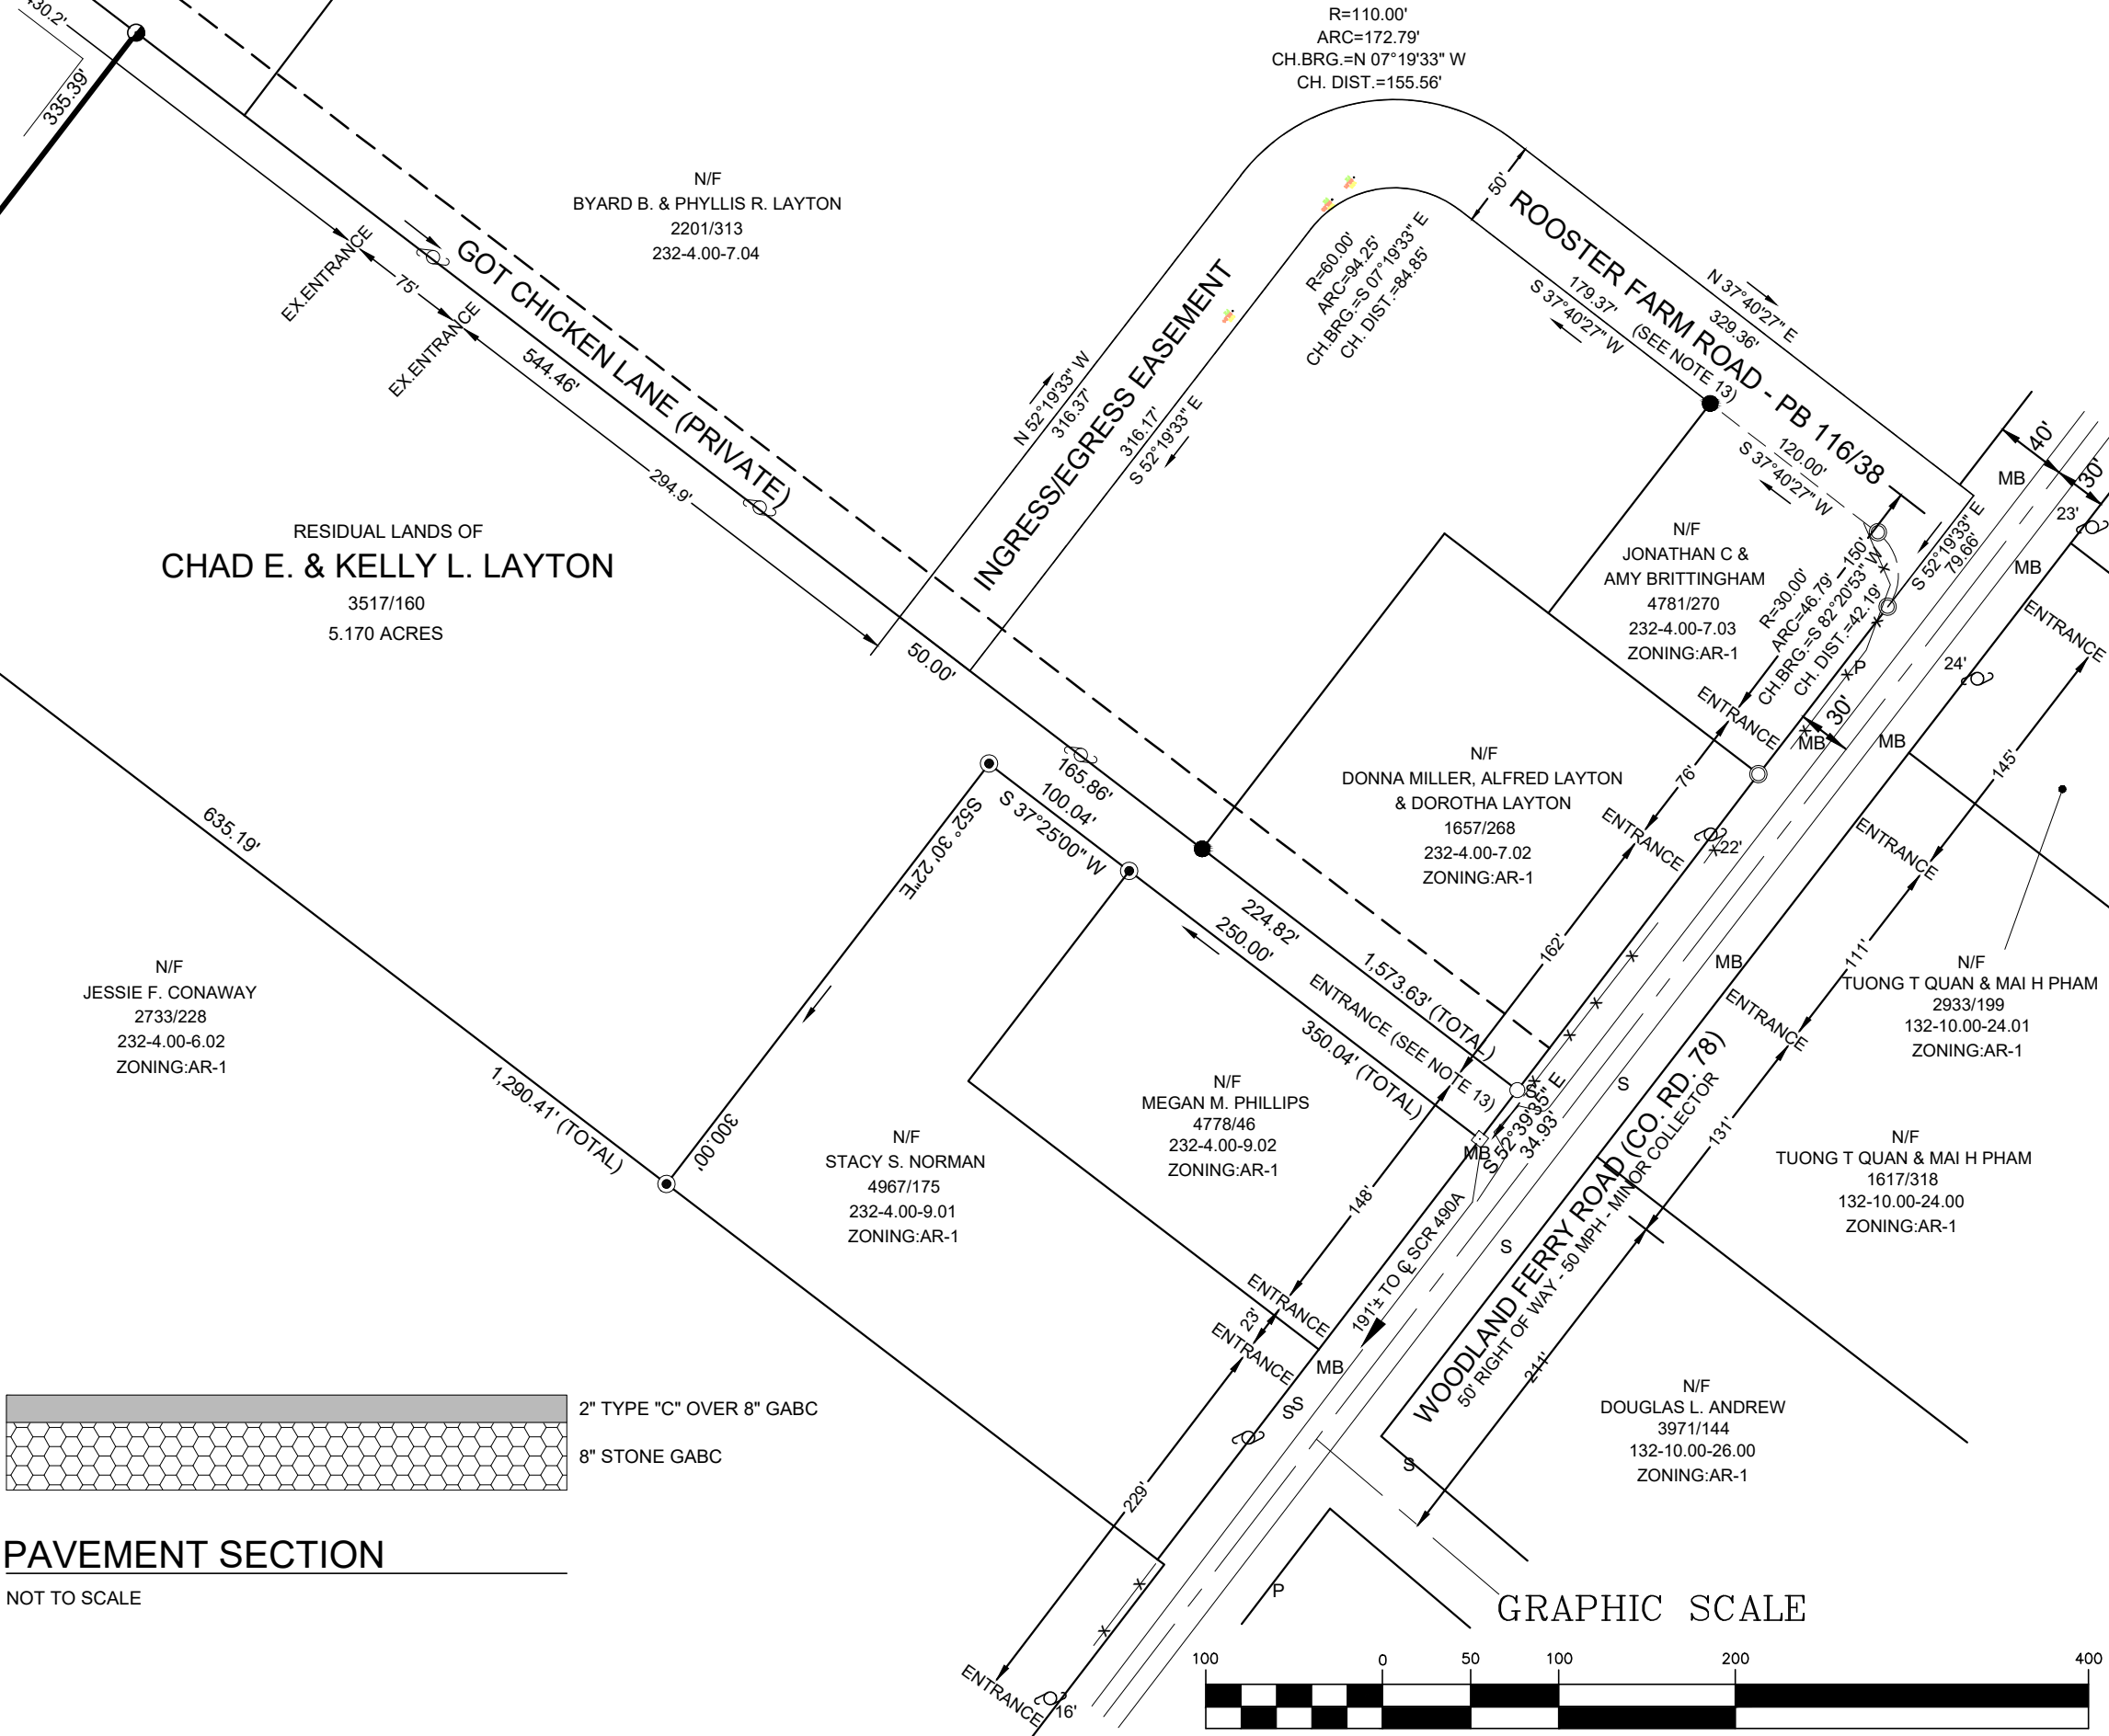 430.2'
335.39'
R=110.00'
ARC=172.79'
CH.BRG.=N 07°19'33" W
CH. DIST.=155.56'
N/F
BYARD B. & PHYLLIS R. LAYTON
2201/313
232-4.00-7.04
EX.ENTRANCE
75'
EX.ENTRANCE
GOT CHICKEN LANE (PRIVATE)
544.46'
294.9'
RESIDUAL LANDS OF
CHAD E. & KELLY L. LAYTON
3517/160
5.170 ACRES
N 52°19'33" W
316.37'
INGRESS/EGRESS EASEMENT
316.17'
S 52°19'33" E
R=60.00'
ARC=94.25'
CH.BRG.=S 07°19'33" E
CH. DIST.=84.85'
50'
ROOSTER FARM ROAD - PB 116/38
(SEE NOTE 13)
179.37'
S 37°40'27" W
N 37°40'27" E
329.36'
120.00'
S 37°40'27" W
40'
30'
MB
23'
S 52°19'33" E
79.66'
MB
150'
R=30.00'
ARC=46.79'
CH.BRG.=S 82°20'53" W
CH. DIST.=42.19'
N/F
JONATHAN C &
AMY BRITTINGHAM
4781/270
232-4.00-7.03
ZONING:AR-1
ENTRANCE
P
24'
30'
MB
MB
ENTRANCE
145'
50.00'
165.86'
100.04'
S 37°25'00" W
S52° 30' 22"E
300.00'
635.19'
1,290.41' (TOTAL)
N/F
DONNA MILLER, ALFRED LAYTON
& DOROTHA LAYTON
1657/268
232-4.00-7.02
ZONING:AR-1
76'
ENTRANCE
22'
162'
ENTRANCE
111'
MB
ENTRANCE
131'
224.82'
250.00'
1,573.63' (TOTAL)
ENTRANCE (SEE NOTE 13)
350.04' (TOTAL)
S
S 52°39'35" E
34.93'
MB
S
N/F
TUONG T QUAN & MAI H PHAM
2933/199
132-10.00-24.01
ZONING:AR-1
N/F
JESSIE F. CONAWAY
2733/228
232-4.00-6.02
ZONING:AR-1
N/F
STACY S. NORMAN
4967/175
232-4.00-9.01
ZONING:AR-1
N/F
MEGAN M. PHILLIPS
4778/46
232-4.00-9.02
ZONING:AR-1
N/F
TUONG T QUAN & MAI H PHAM
1617/318
132-10.00-24.00
ZONING:AR-1
148'
191'± TO ℄ SCR 490A
S
WOODLAND FERRY ROAD (CO. RD. 78)
50' RIGHT OF WAY - 50 MPH - MINOR COLLECTOR
211'
ENTRANCE
23'
ENTRANCE
MB
S
S
S
229'
N/F
DOUGLAS L. ANDREW
3971/144
132-10.00-26.00
ZONING:AR-1
2" TYPE "C" OVER 8" GABC
8" STONE GABC
PAVEMENT SECTION
NOT TO SCALE
P
ENTRANCE
16'
GRAPHIC SCALE
100 0 50 100 200 400